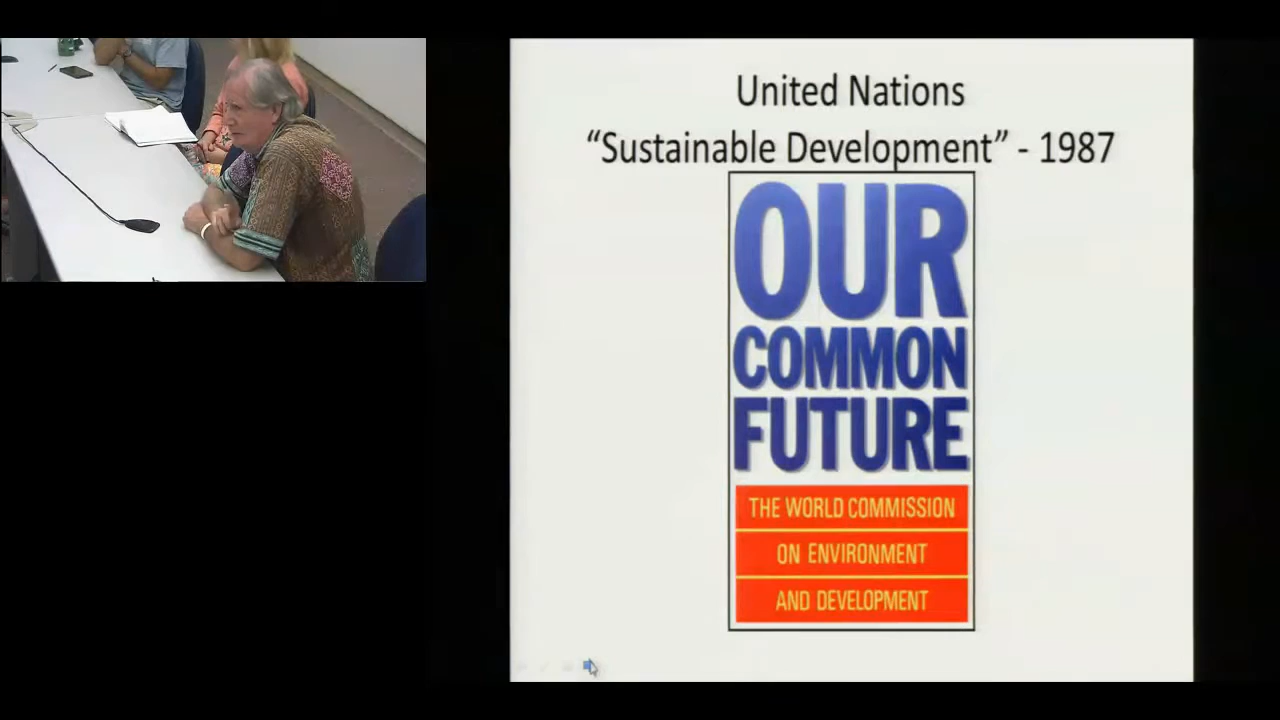 United Nations
“Sustainable Development” - 1987
OUR
COMMON
FUTURE
THE WORLD COMMISSION
ON ENVIRONMENT
AND DEVELOPMENT